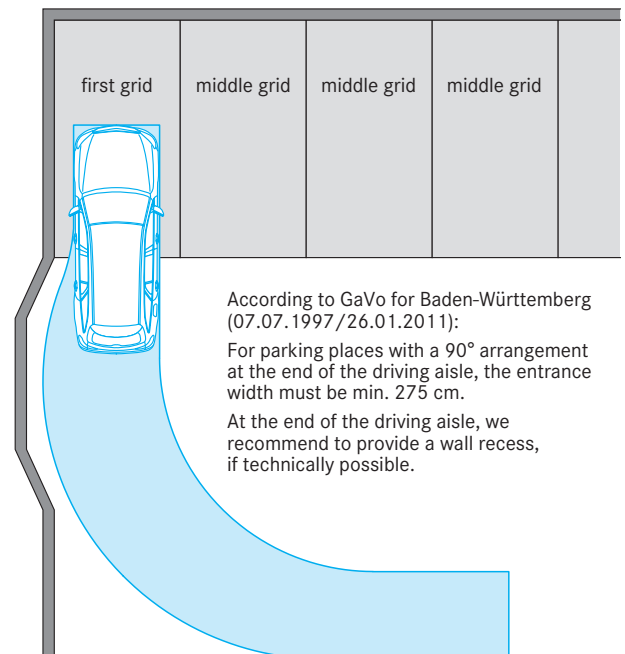 first grid
middle grid
middle grid
middle grid
According to GaVo for Baden-Württemberg
(07.07.1997/26.01.2011):
For parking places with a 90° arrangement
at the end of the driving aisle, the entrance
width must be min. 275 cm.
At the end of the driving aisle, we
recommend to provide a wall recess,
if technically possible.